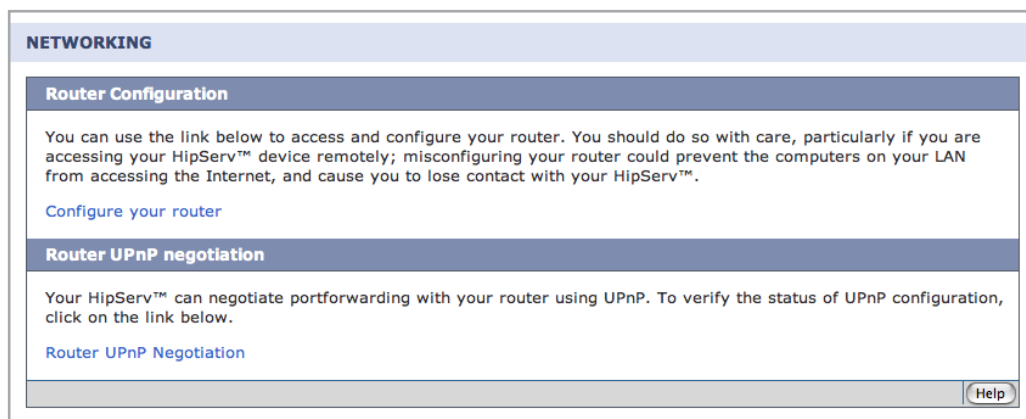 NETWORKING
Router Configuration
You can use the link below to access and configure your router. You should do so with care, particularly if you are
accessing your HipServ™ device remotely; misconfiguring your router could prevent the computers on your LAN
from accessing the Internet, and cause you to lose contact with your HipServ™.
Configure your router
Router UPnP negotiation
Your HipServ™ can negotiate portforwarding with your router using UPnP. To verify the status of UPnP configuration,
click on the link below.
Router UPnP Negotiation
Help